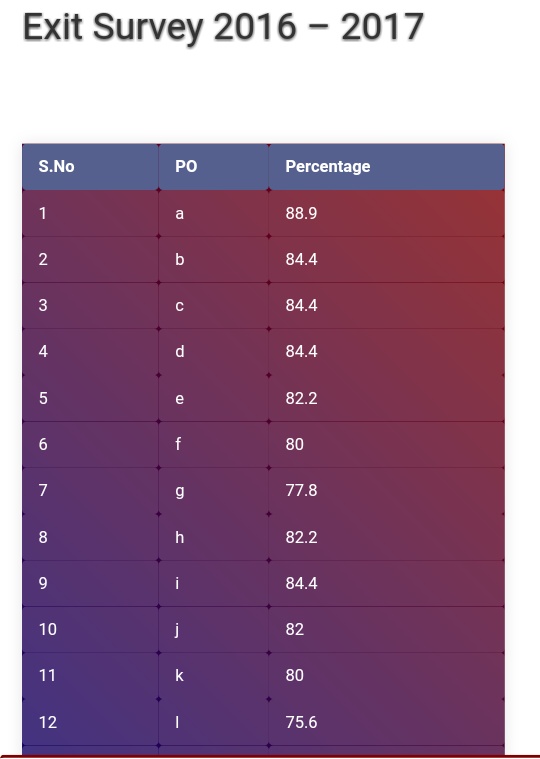 Exit Survey 2016 – 2017
S.No PO Percentage
1 a 88.9
2 b 84.4
3 c 84.4
4 d 84.4
5 e 82.2
6 f 80
7 g 77.8
8 h 82.2
9 i 84.4
10 j 82
11 k 80
12 l 75.6